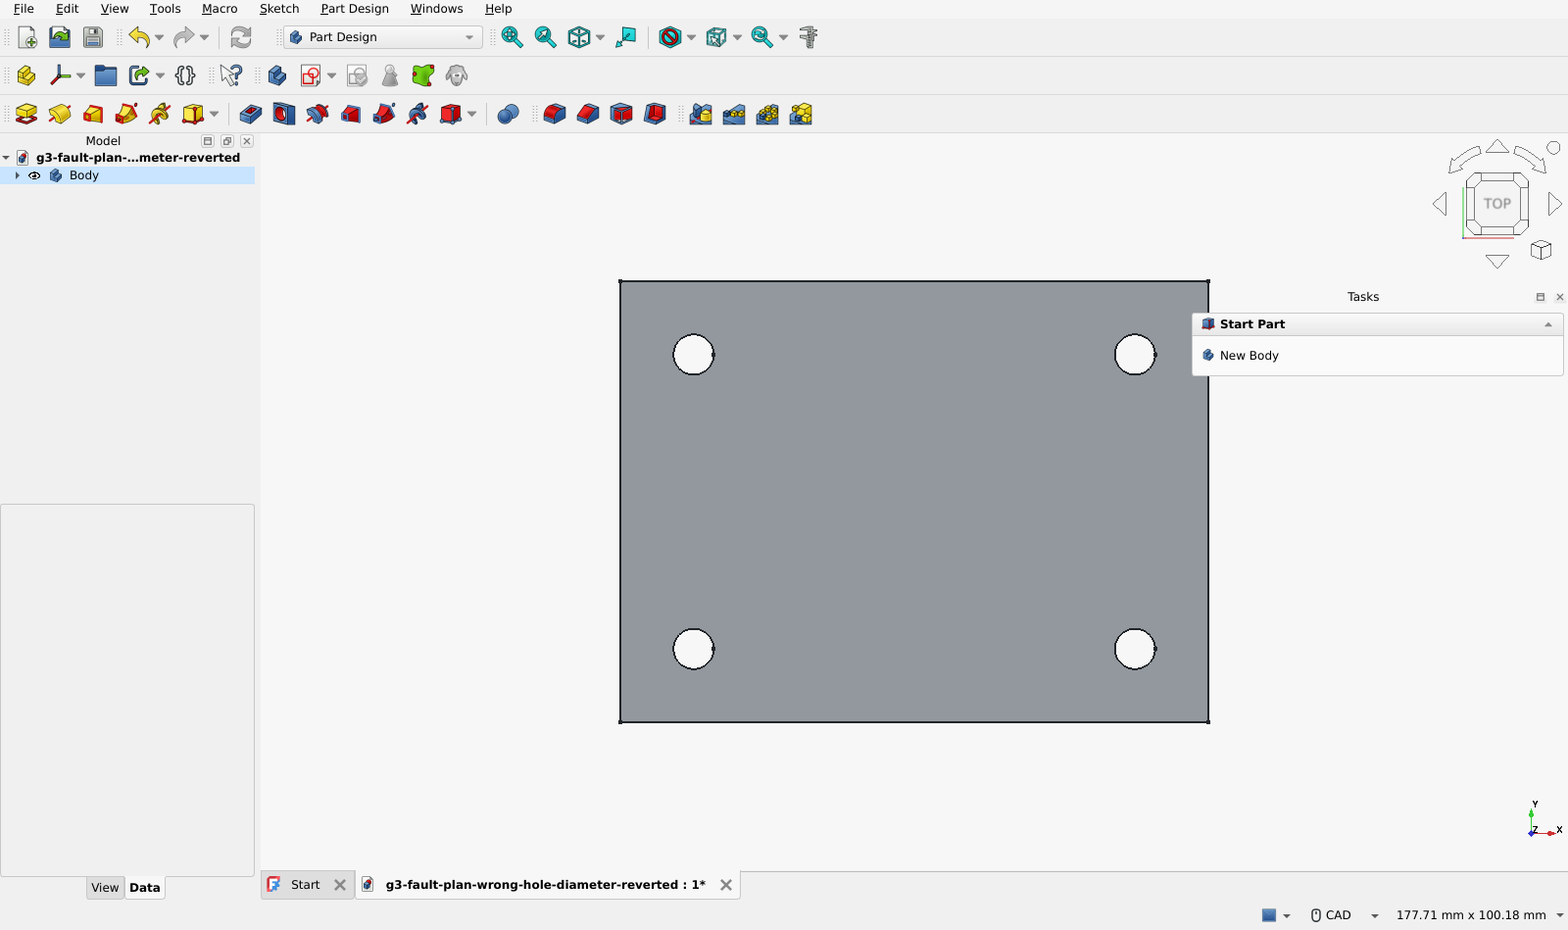 File Edit View Tools Macro Sketch Part Design Windows Help
Part Design
Model
g3-fault-plan-...meter-reverted
Body
TOP
Tasks
Start Part
New Body
Y
Z X
View Data
Start g3-fault-plan-wrong-hole-diameter-reverted : 1*
CAD 177.71 mm x 100.18 mm